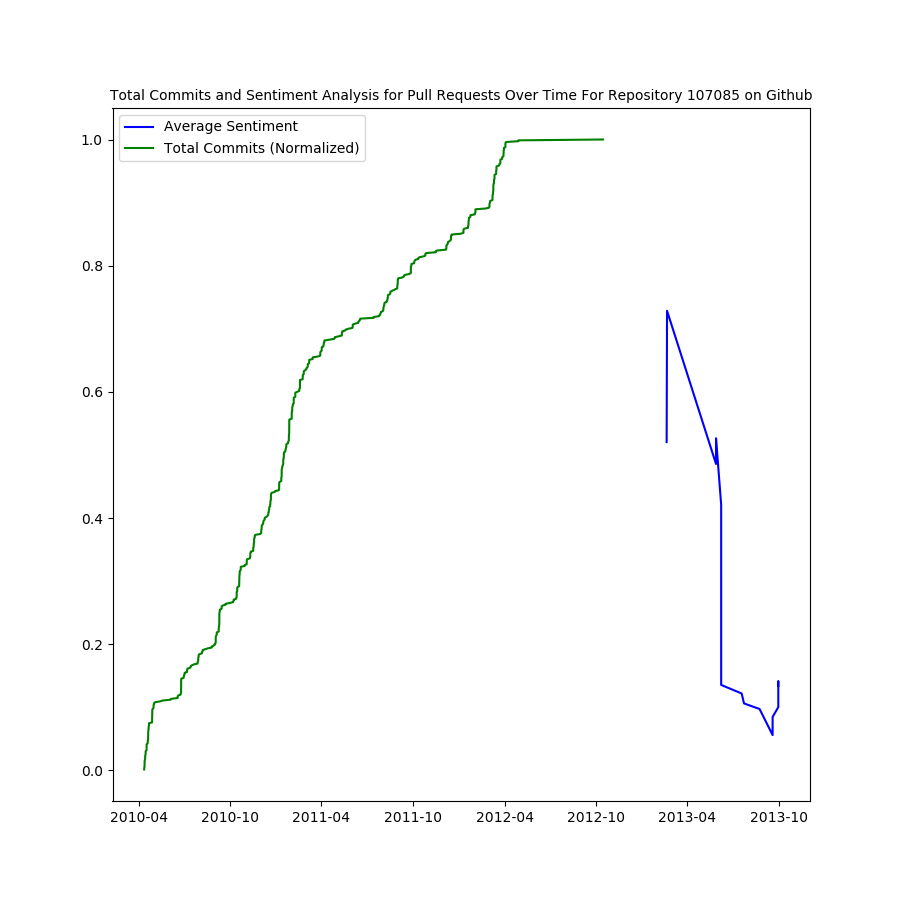 Total Commits and Sentiment Analysis for Pull Requests Over Time For Repository 107085 on Github
Average Sentiment
Total Commits (Normalized)
1.0
0.8
0.6
0.4
0.2
0.0
2010-04 2010-10 2011-04 2011-10 2012-04 2012-10 2013-04 2013-10